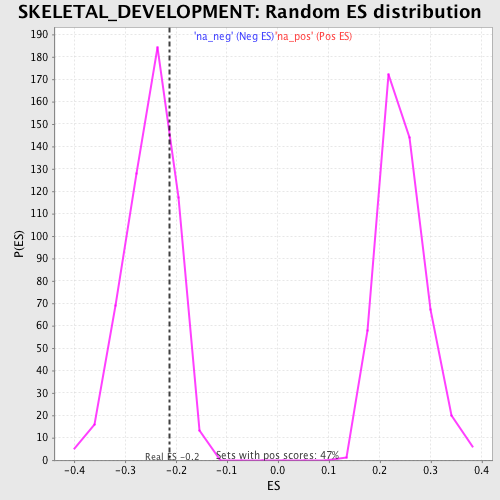 SKELETAL_DEVELOPMENT: Random ES distribution
'na_neg' (Neg ES) 'na_pos' (Pos ES)
190
180
170
160
150
140
130
120
110
100
90
80
70
60
50
40
30
20
10
0
P(ES)
Real ES -0.2
Sets with pos scores: 47%
-0.4 -0.3 -0.2 -0.1 0.0 0.1 0.2 0.3 0.4
ES